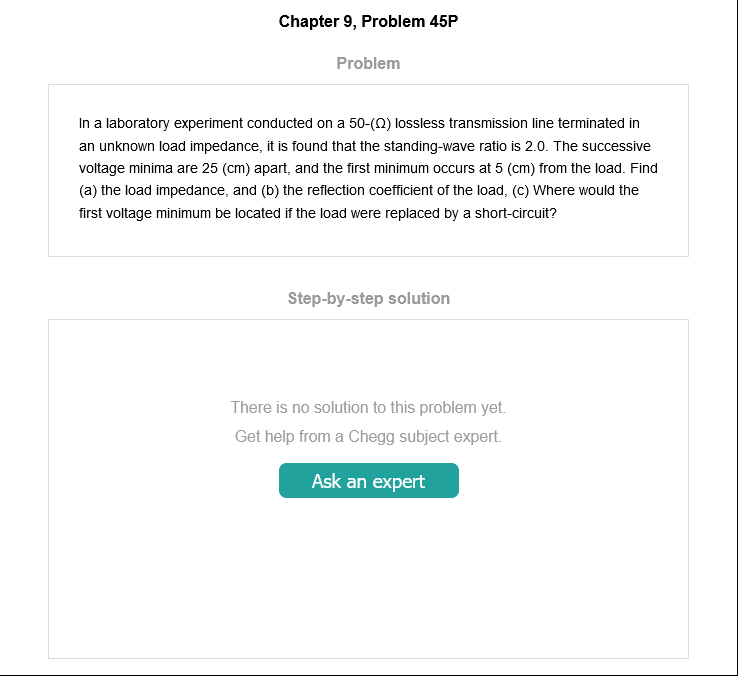 Chapter 9, Problem 45P
Problem
In a laboratory experiment conducted on a 50-(Ω) lossless transmission line terminated in
an unknown load impedance, it is found that the standing-wave ratio is 2.0. The successive
voltage minima are 25 (cm) apart, and the first minimum occurs at 5 (cm) from the load. Find
(a) the load impedance, and (b) the reflection coefficient of the load, (c) Where would the
first voltage minimum be located if the load were replaced by a short-circuit?
Step-by-step solution
There is no solution to this problem yet.
Get help from a Chegg subject expert.
Ask an expert